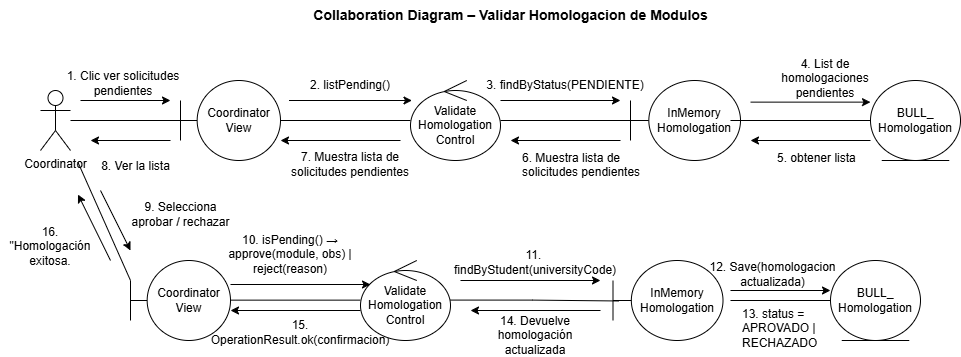 Collaboration Diagram – Validar Homologacion de Modulos
1. Clic ver solicitudes
pendientes
2. listPending()
3. findByStatus(PENDIENTE)
4. List de
homologaciones
pendientes
Coordinator
Coordinator
View
Validate
Homologation
Control
InMemory
Homologation
BULL_
Homologation
8. Ver la lista
7. Muestra lista de
solicitudes pendientes
6. Muestra lista de
solicitudes pendientes
5. obtener lista
9. Selecciona
aprobar / rechazar
16.
"Homologación
exitosa.
10. isPending() →
approve(module, obs) |
reject(reason)
11.
findByStudent(universityCode)
12. Save(homologacion
actualizada)
Coordinator
View
Validate
Homologation
Control
InMemory
Homologation
BULL_
Homologation
15.
OperationResult.ok(confirmacion)
14. Devuelve
homologación
actualizada
13. status =
APROVADO |
RECHAZADO